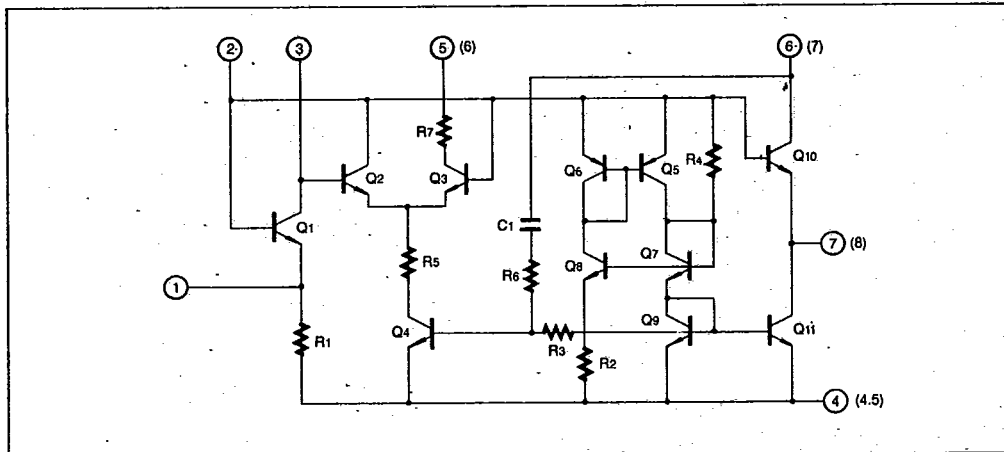 2 3 5 (6) 6 (7)
R7 R4
Q2 Q3 Q6 Q5 Q10
Q1 C1 Q8 Q7 7 (8)
R5 R6
1 Q4 R3 Q9 Q11
R1 R2
4 (4.5)